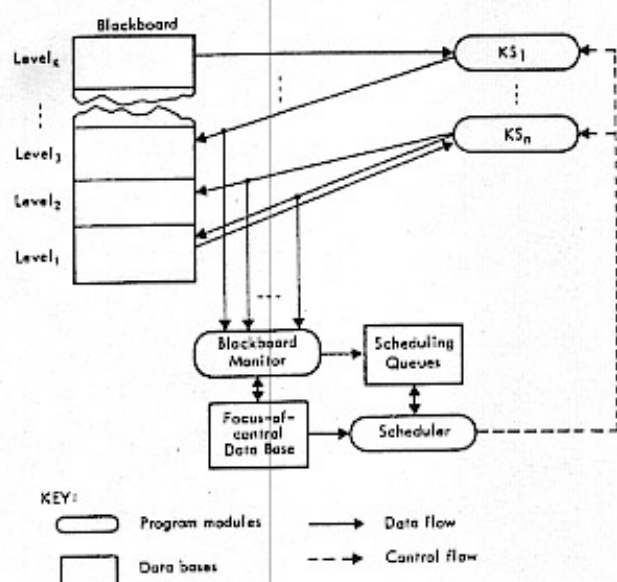 Blackboard
Levels
KS1
Level3
KSn
Level2
Level1
Blackboard
Monitor
Scheduling
Queues
Focus-of-
control
Data Base
Scheduler
KEY:
Program modules
Data flow
Data bases
Control flow